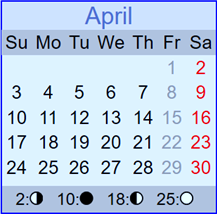 April
Su Mo Tu We Th Fr Sa
1 2
3 4 5 6 7 8 9
10 11 12 13 14 15 16
17 18 19 20 21 22 23
24 25 26 27 28 29 30
2: 10: 18: 25: